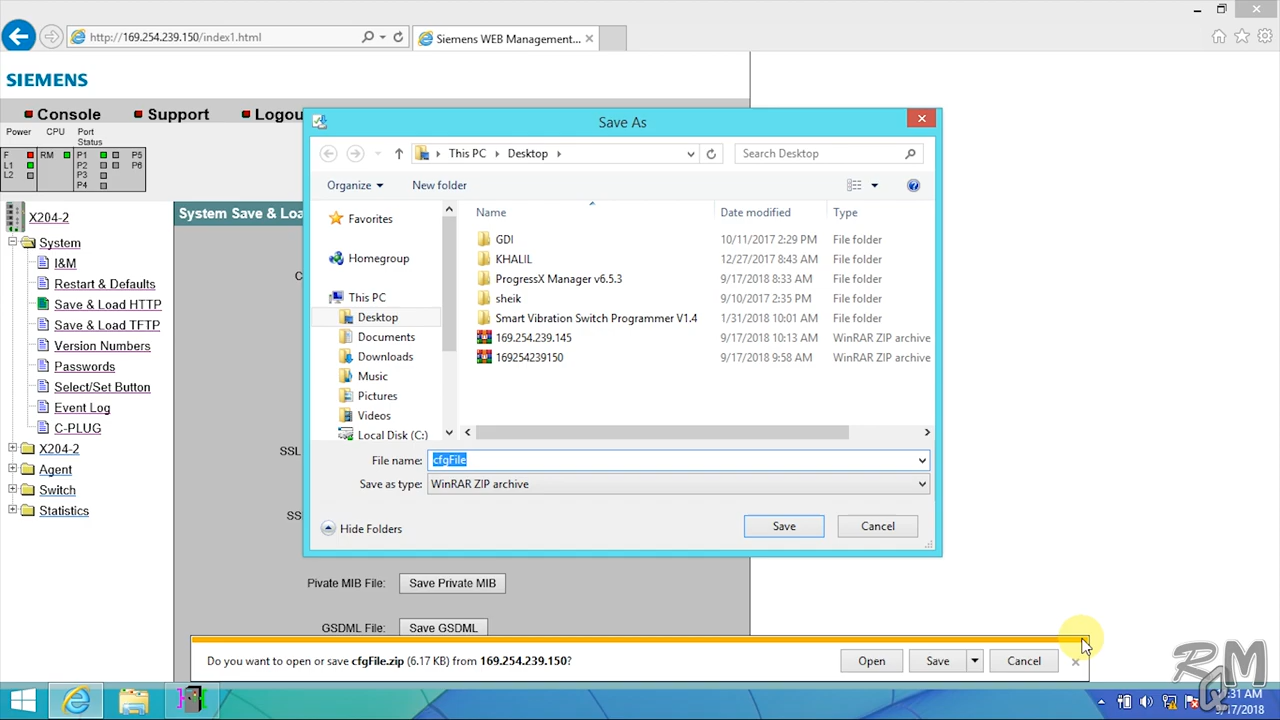 http://169.254.239.150/index1.html
Siemens WEB Management...
SIEMENS
Console Support Logou
Power CPU Port Status
F RM P1 P5
L1 P2 P6
L2 P3
P4
X204-2
System
I&M
Restart & Defaults
Save & Load HTTP
Save & Load TFTP
Version Numbers
Passwords
Select/Set Button
Event Log
C-PLUG
X204-2
Agent
Switch
Statistics
System Save & Loa
C
SSL
SS
Pivate MIB File: Save Private MIB
GSDML File: Save GSDML
Save As
This PC Desktop
Search Desktop
Organize New folder
Favorites
Homegroup
This PC
Desktop
Documents
Downloads
Music
Pictures
Videos
Local Disk (C:)
Name Date modified Type
GDI 10/11/2017 2:29 PM File folder
KHALIL 12/27/2017 8:43 AM File folder
ProgressX Manager v6.5.3 9/17/2018 8:33 AM File folder
sheik 9/10/2017 2:35 PM File folder
Smart Vibration Switch Programmer V1.4 1/31/2018 10:01 AM File folder
169.254.239.145 9/17/2018 10:13 AM WinRAR ZIP archive
169254239150 9/17/2018 9:58 AM WinRAR ZIP archive
File name: cfgFile
Save as type: WinRAR ZIP archive
Hide Folders
Save Cancel
Do you want to open or save cfgFile.zip (6.17 KB) from 169.254.239.150?
Open Save Cancel
RQM
:31 AM
9/17/2018